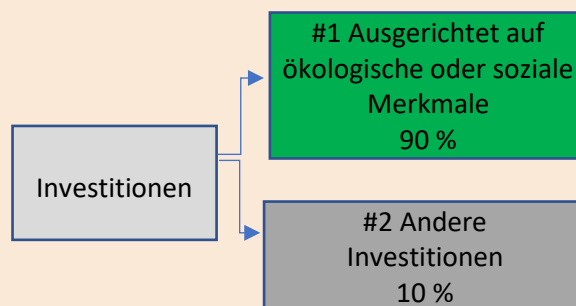 #1 Ausgerichtet auf
ökologische oder soziale
Merkmale
90 %
Investitionen
#2 Andere
Investitionen
10 %